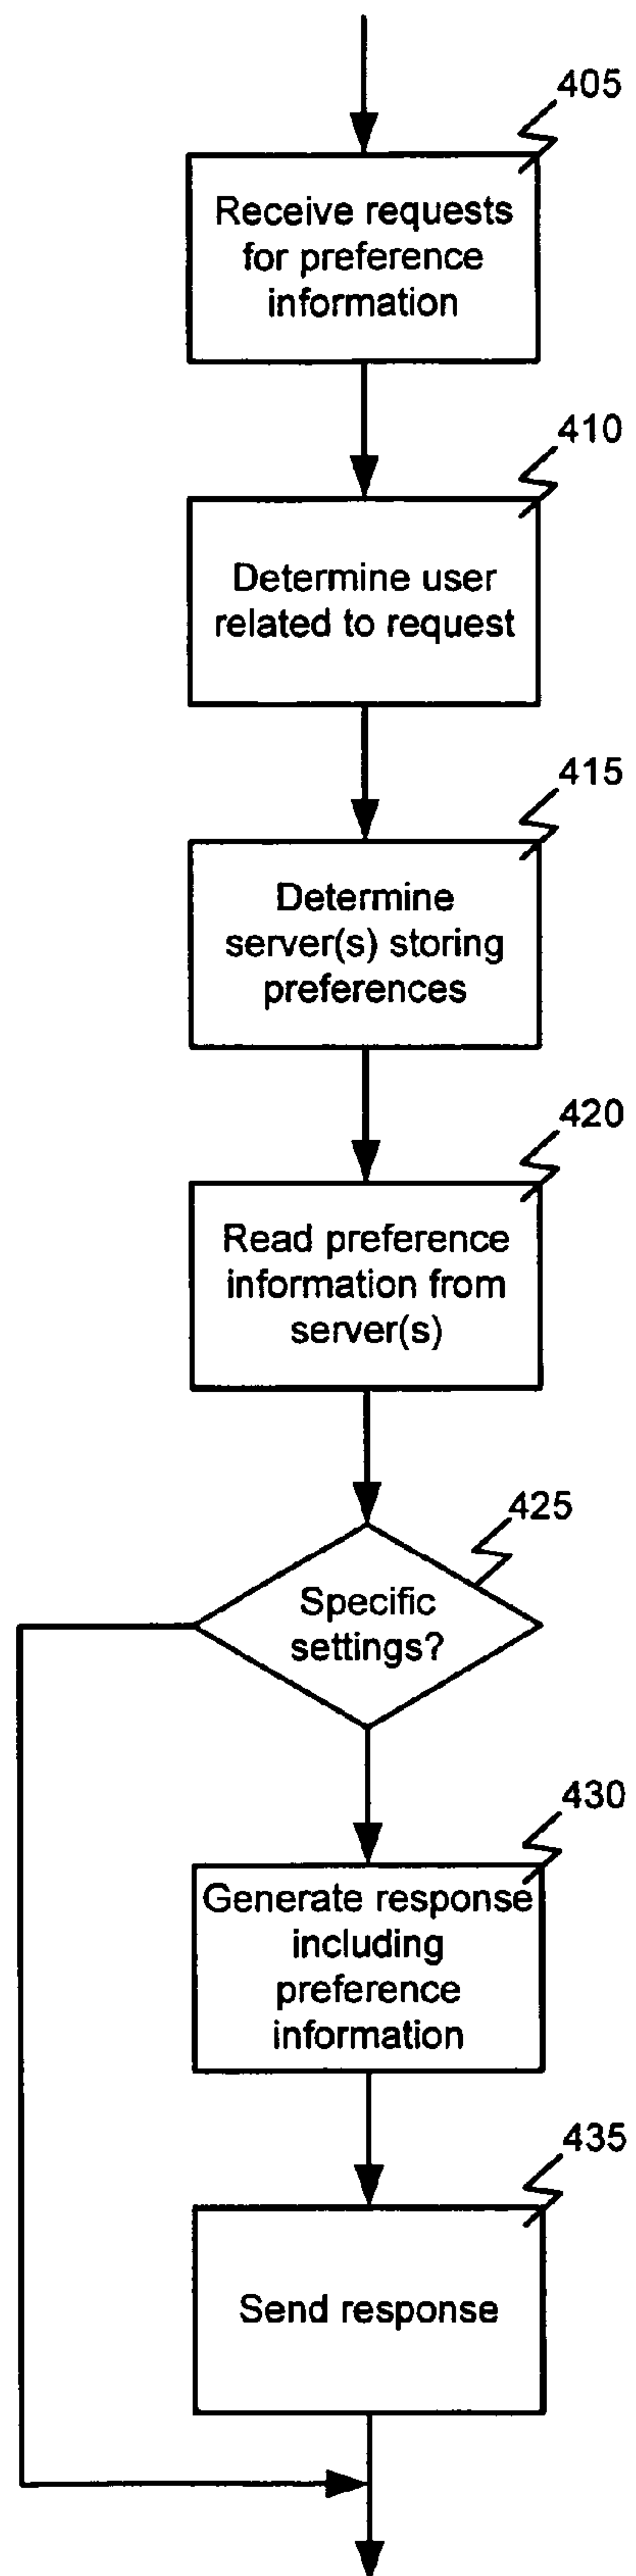 405
Receive requests
for preference
information
410
Determine user
related to request
415
Determine
server(s) storing
preferences
420
Read preference
information from
server(s)
425
Specific
settings?
430
Generate response
including
preference
information
435
Send response